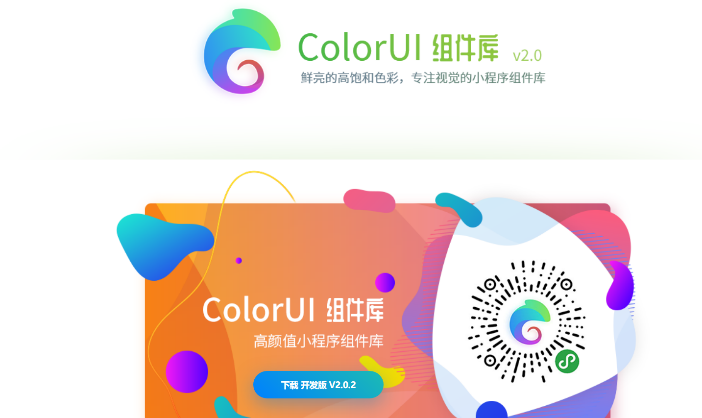 ColorUI 组件库 v2.0
鲜亮的高饱和色彩，专注视觉的小程序组件库
ColorUI 组件库
高颜值小程序组件库
下载 开发版 V2.0.2